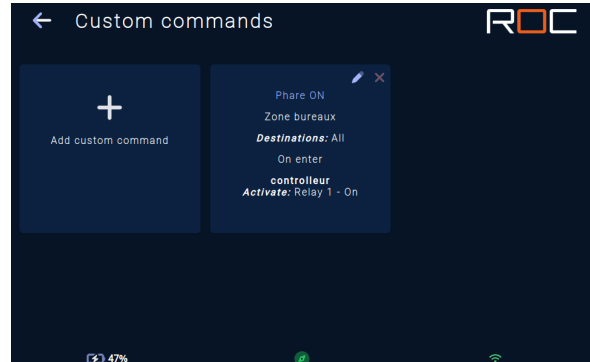 Custom commands
ROC
Add custom command
Phare ON
Zone bureaux
Destinations: All
On enter
controlleur
Activate: Relay 1 - On
47%